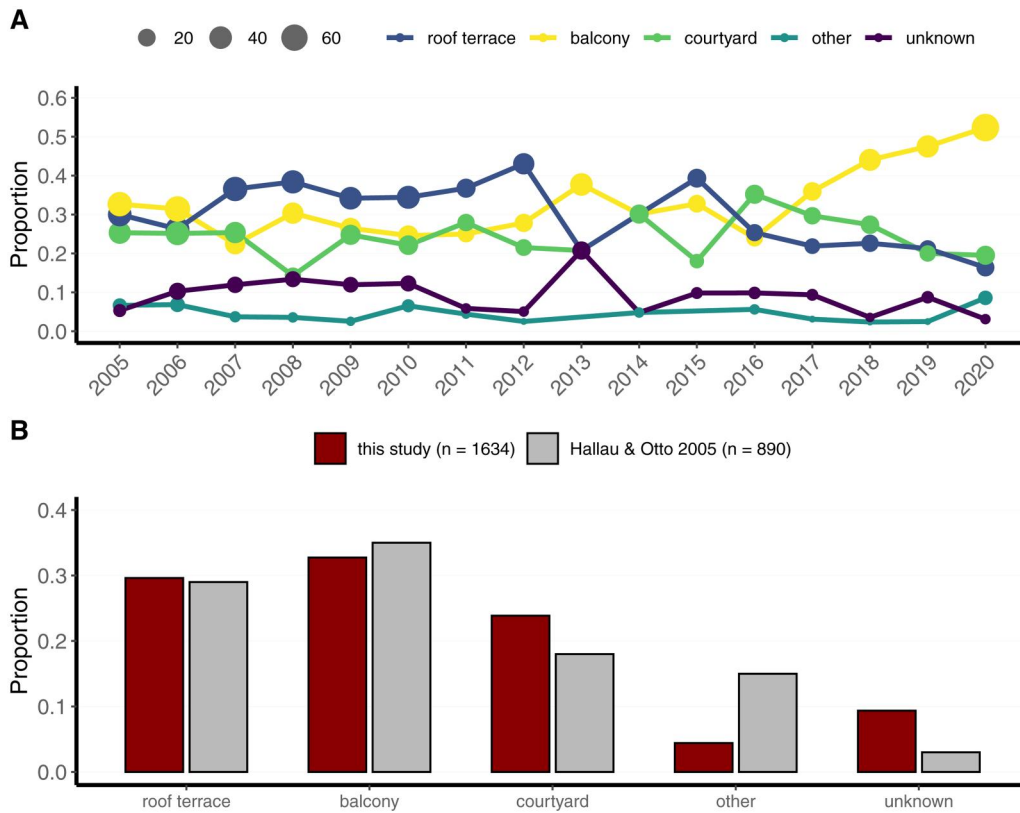 A
20 40 60 roof terrace balcony courtyard other unknown
Proportion
0.6
0.5
0.4
0.3
0.2
0.1
0.0
2005 2006 2007 2008 2009 2010 2011 2012 2013 2014 2015 2016 2017 2018 2019 2020
B
this study (n = 1634) Hallau & Otto 2005 (n = 890)
Proportion
0.4
0.3
0.2
0.1
0.0
roof terrace balcony courtyard other unknown